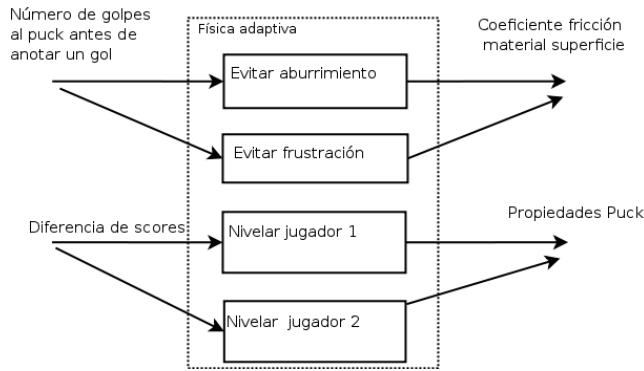 Número de golpes
al puck antes de
anotar un gol
Física adaptiva
Coeficiente fricción
material superficie
Evitar aburrimiento
Evitar frustración
Diferencia de scores
Nivelar jugador 1
Propiedades Puck
Nivelar jugador 2